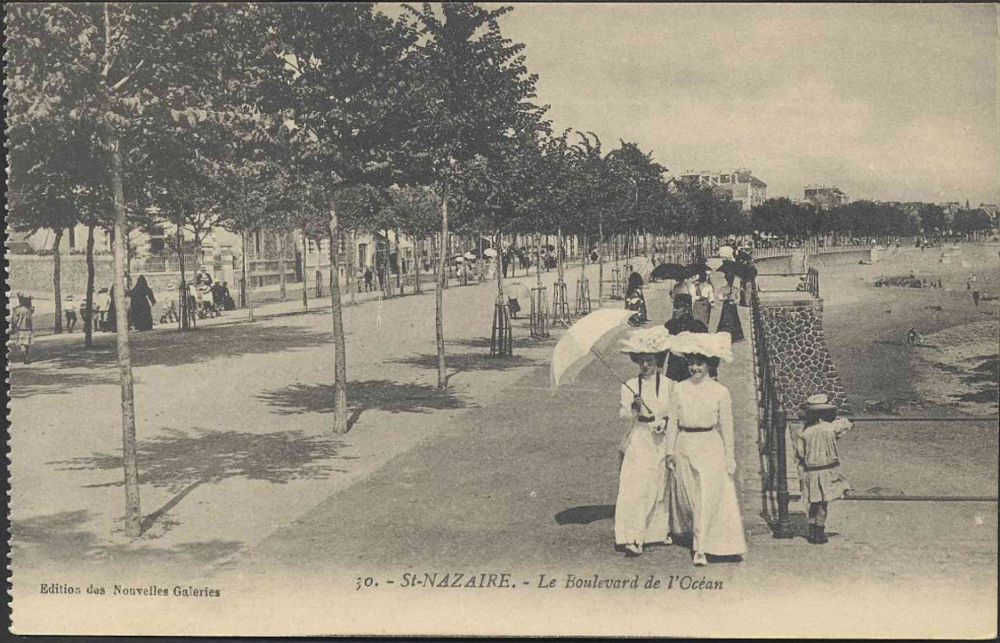 Edition des Nouvelles Galeries
30. - St-NAZAIRE. - Le Boulevard de l'Océan